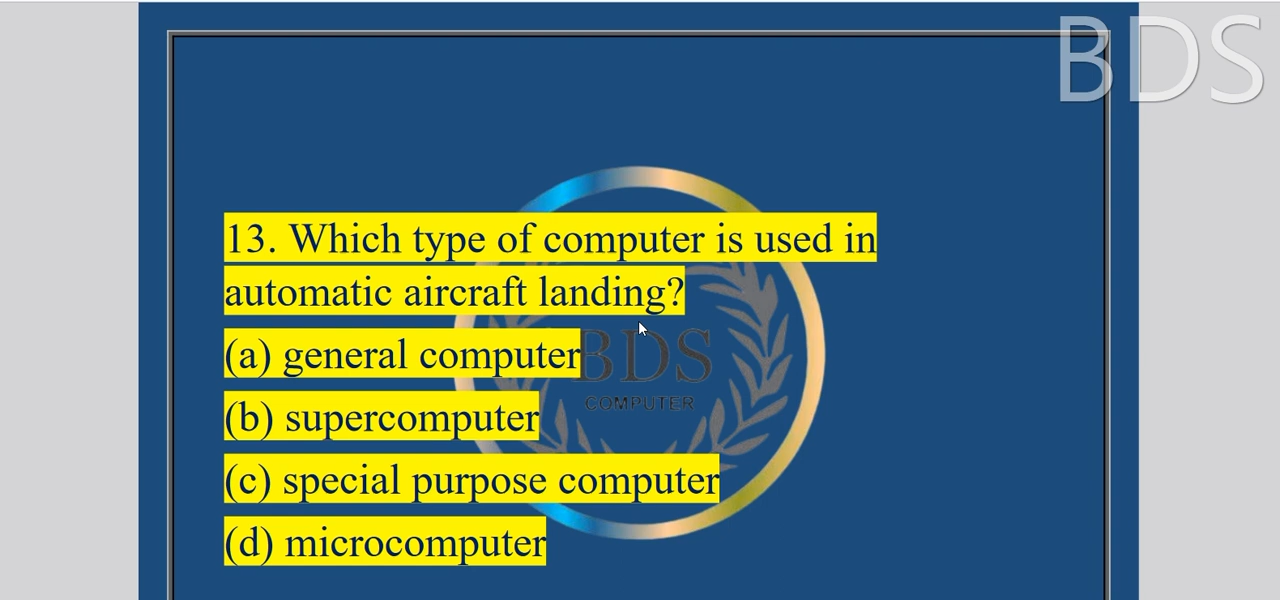 BDS
13. Which type of computer is used in
automatic aircraft landing?
(a) general computer
BDS
COMPUTER
(b) supercomputer
(c) special purpose computer
(d) microcomputer